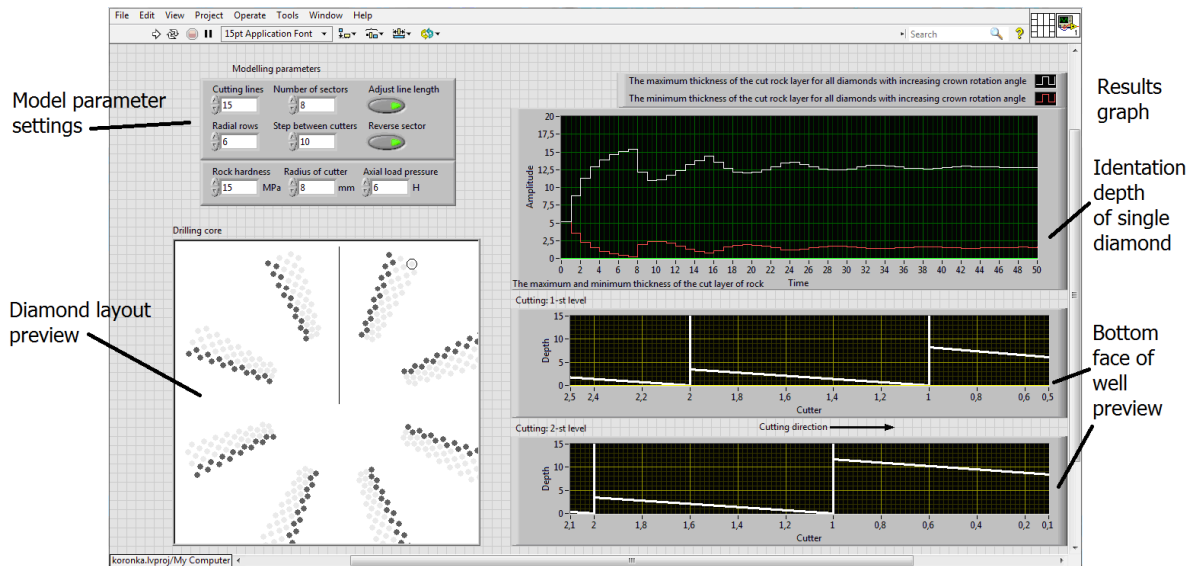 File Edit View Project Operate Tools Window Help
15pt Application Font
Search
1
Modelling parameters
Cutting lines Number of sectors Adjust line length
15 8
Radial rows Step between cutters Reverse sector
6 10
Rock hardness Radius of cutter Axial load pressure
15 MPa 8 mm 6 H
Model parameter
settings
Drilling core
Diamond layout
preview
The maximum thickness of the cut rock layer for all diamonds with increasing crown rotation angle
The minimum thickness of the cut rock layer for all diamonds with increasing crown rotation angle
Results
graph
20
17,5
15
12,5
10
7,5
5
2,5
0
Amplitude
0 2 4 6 8 10 12 14 16 18 20 22 24 26 28 30 32 34 36 38 40 42 44 46 48 50
The maximum and minimum thickness of the cut layer of rock Time
Identation
depth
of single
diamond
Cutting: 1-st level
15
10
5
0
Depth
2,5 2,4 2,2 2 1,8 1,6 1,4 1,2 1 0,8 0,6 0,5
Cutter
Cutting: 2-st level Cutting direction
15
10
5
0
Depth
2,1 2 1,8 1,6 1,4 1,2 1 0,8 0,6 0,4 0,2 0,1
Cutter
Bottom
face of
well
preview
koronka.lvproj/My Computer